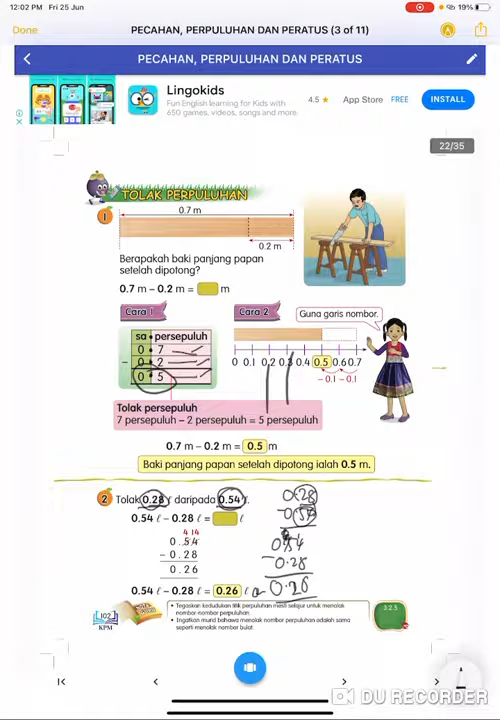 12:02 PM Fri 25 Jun
19%
Done
PECAHAN, PERPULUHAN DAN PERATUS (3 of 11)
PECAHAN, PERPULUHAN DAN PERATUS
Lingokids
Fun English learning for Kids with
650 games, videos, songs and more.
4.5 ★ App Store FREE
INSTALL
22/35
TOLAK PERPULUHAN
1
0.7 m
0.2 m
Berapakah baki panjang papan
setelah dipotong?
0.7 m – 0.2 m = m
Cara 1
sa • persepuluh
0 • 7
– 0 • 2
0 • 5
Tolak persepuluh
7 persepuluh – 2 persepuluh = 5 persepuluh
Cara 2
Guna garis nombor.
0 0.1 0.2 0.3 0.4 0.5 0.6 0.7
– 0.1 – 0.1
0.7 m – 0.2 m = 0.5 m
Baki panjang papan setelah dipotong ialah 0.5 m.
2 Tolak 0.28 ℓ daripada 0.54 ℓ.
0.54 ℓ – 0.28 ℓ = ℓ
4 14
0.54
– 0.28
0.26
0.54 ℓ – 0.28 ℓ = 0.26 ℓ
0.28
-0.54
0.54
-0.28
0.26
102
KPM
• Tegaskan kedudukan titik perpuluhan mesti selajur untuk menolak
nombor-nombor perpuluhan.
• Ingatkan murid bahawa menolak nombor perpuluhan adalah sama
seperti menolak nombor bulat.
3.2.3
DU RECORDER